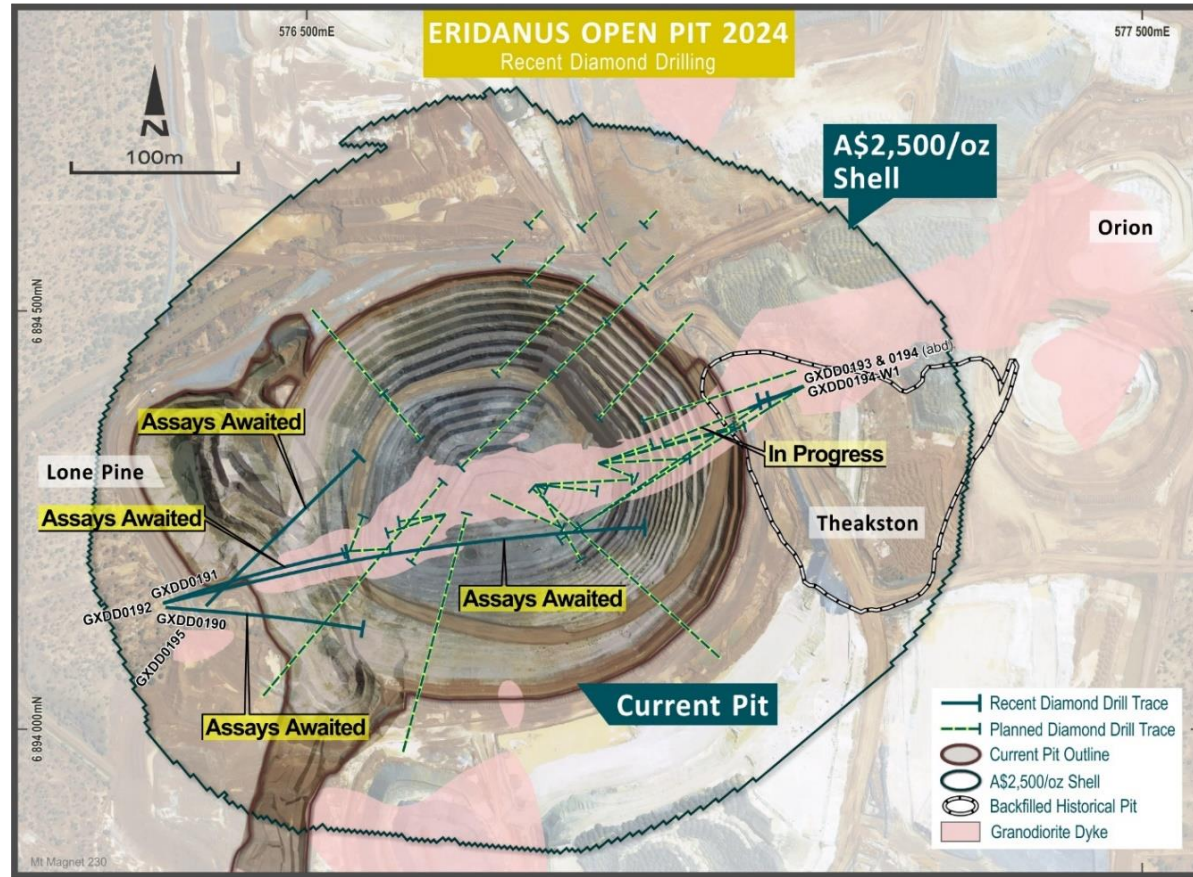 ERIDANUS OPEN PIT 2024
Recent Diamond Drilling
576 500mE
577 500mE
N
100m
A$2,500/oz
Shell
Orion
6 894 500mN
GXDD0193 & 0194 (abd)
GXDD0194-W1
Assays Awaited
In Progress
Lone Pine
Assays Awaited
Theakston
GXDD0191
GXDD0192
GXDD0190
Assays Awaited
GXDD0195
Assays Awaited
Current Pit
6 894 000mN
Recent Diamond Drill Trace
Planned Diamond Drill Trace
Current Pit Outline
A$2,500/oz Shell
Backfilled Historical Pit
Granodiorite Dyke
Mt Magnet 230